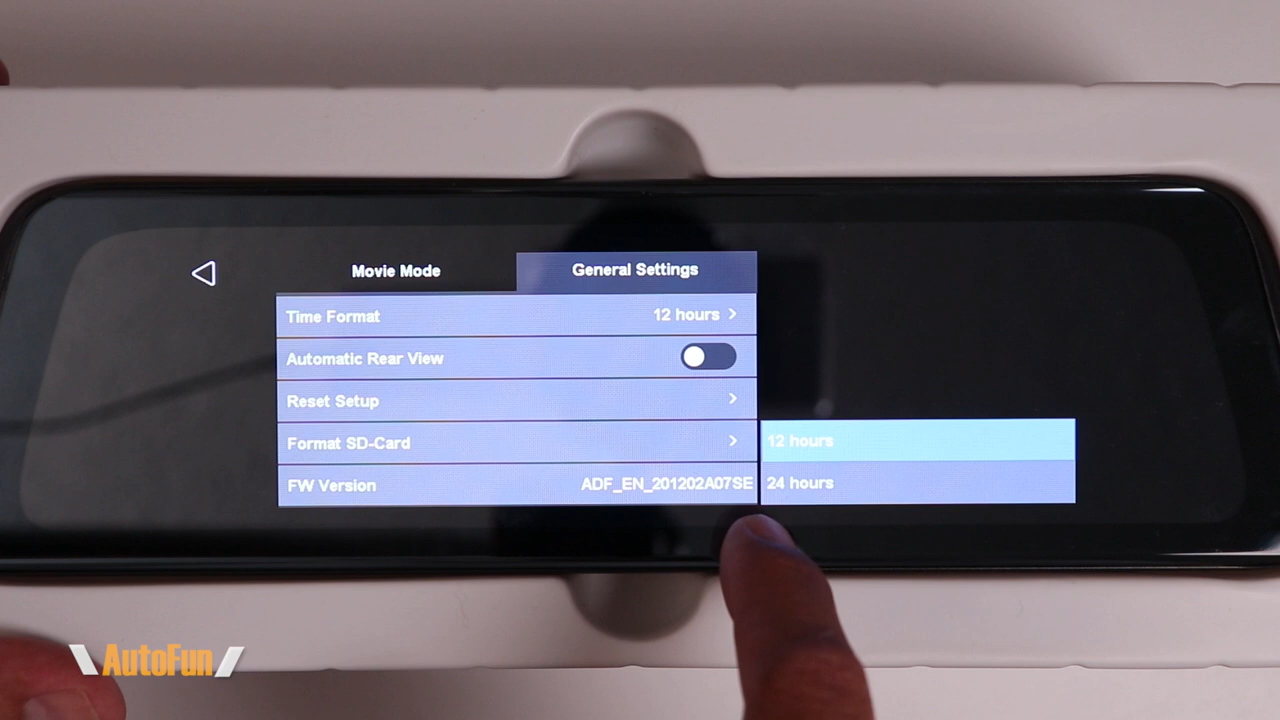 Movie Mode
General Settings
Time Format 12 hours
Automatic Rear View
Reset Setup
Format SD-Card
12 hours
FW Version ADF_EN_201202A07SE
24 hours
AutoFun